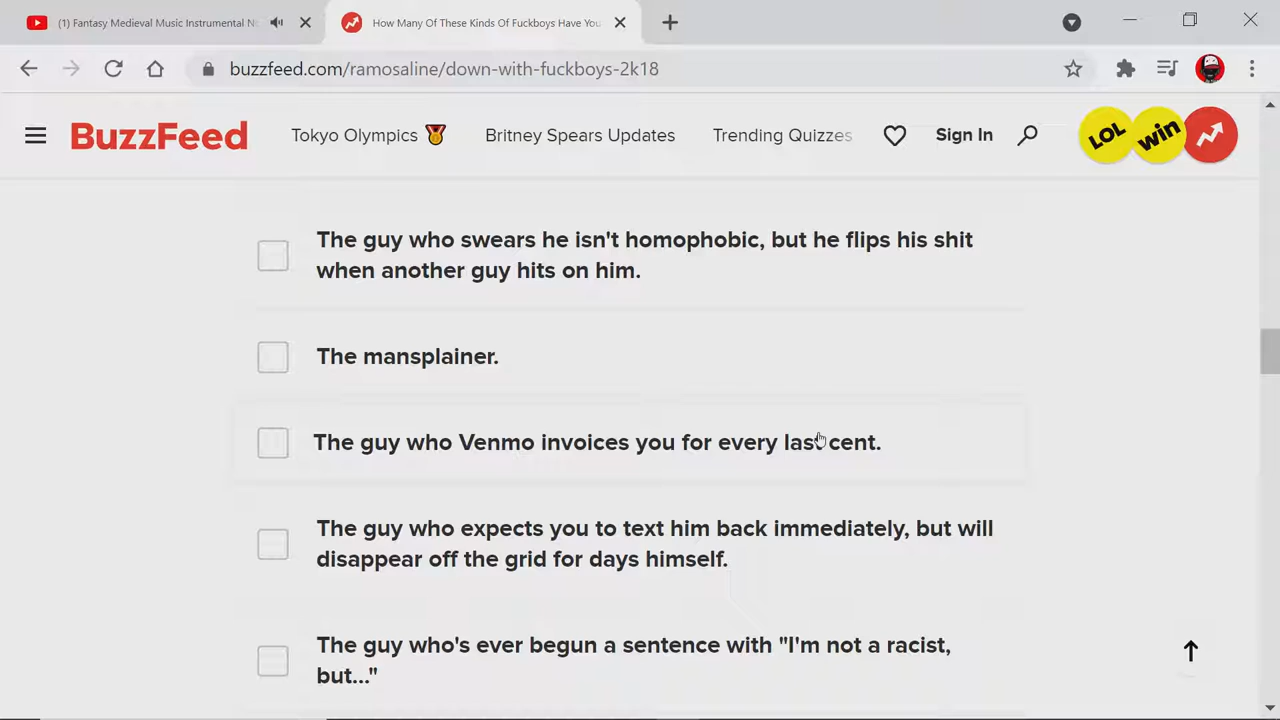 (1) Fantasy Medieval Music Instrumental N
How Many Of These Kinds Of Fuckboys Have You
buzzfeed.com/ramosaline/down-with-fuckboys-2k18
BuzzFeed
Tokyo Olympics
Britney Spears Updates
Trending Quizzes
Sign In
LOL
win
The guy who swears he isn't homophobic, but he flips his shit
when another guy hits on him.
The mansplainer.
The guy who Venmo invoices you for every last cent.
The guy who expects you to text him back immediately, but will
disappear off the grid for days himself.
The guy who's ever begun a sentence with "I'm not a racist,
but..."